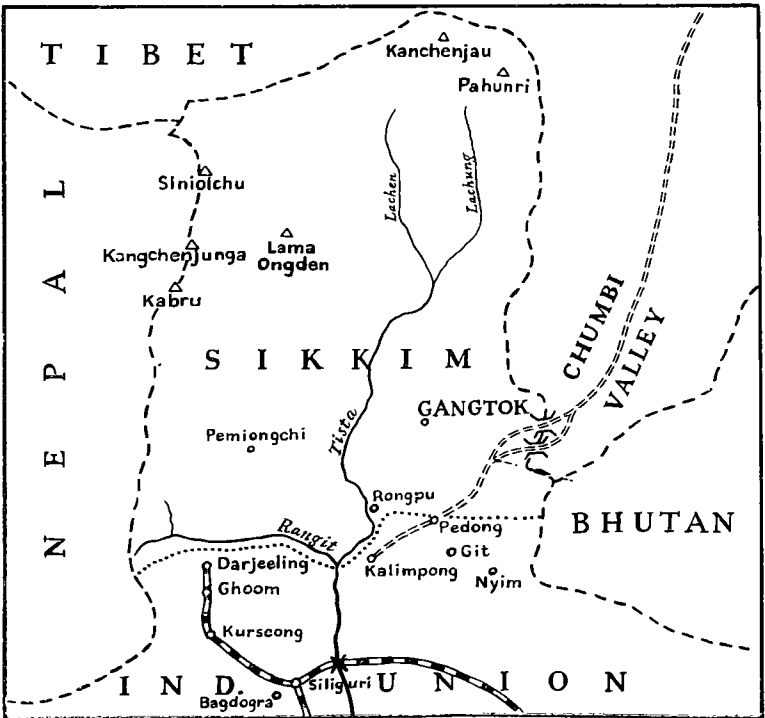 TIBET
Kanchenjau
Pahunri
Siniolchu
Lachen
Lachung
NEPAL
Kangchenjunga
Lama
Ongden
Kabru
CHUMBI
VALLEY
SIKKIM
GANGTOK
Tista
Pemiongchi
Rongpu
Rangit
Pedong
BHUTAN
Git
Kalimpong
Nyim
Darjeeling
Ghoom
Kurseong
IND. UNION
Siliguri
Bagdogra